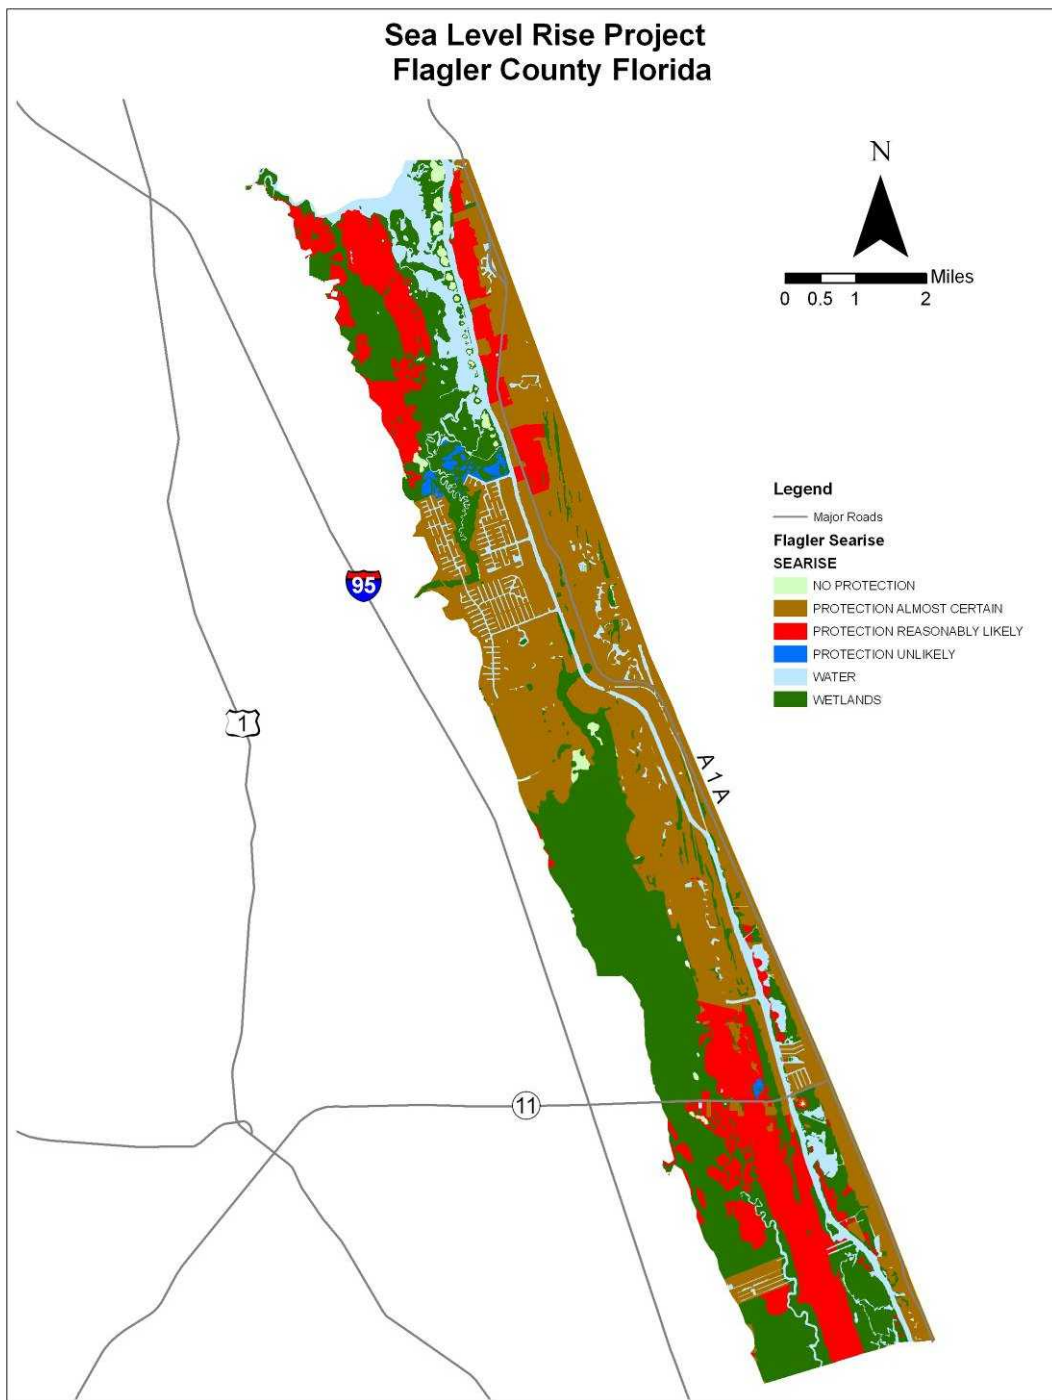 Sea Level Rise Project
Flagler County Florida
N
Miles
0 0.5 1 2
Legend
Major Roads
Flagler Searise
SEARISE
NO PROTECTION
PROTECTION ALMOST CERTAIN
PROTECTION REASONABLY LIKELY
PROTECTION UNLIKELY
WATER
WETLANDS
95
1
A1A
11